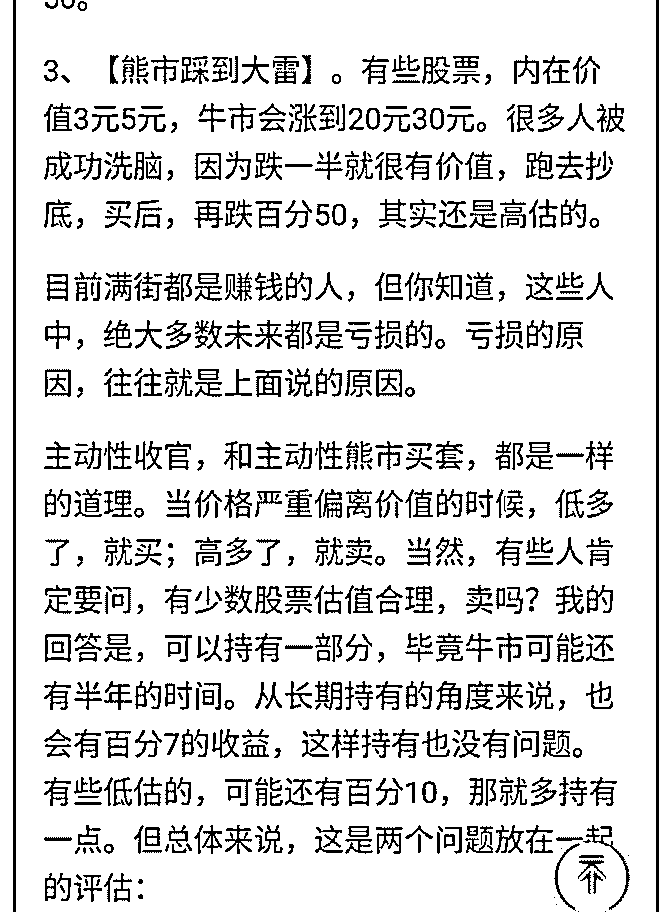 50。
3、【熊市踩到大雷】。有些股票，内在价
值3元5元，牛市会涨到20元30元。很多人被
成功洗脑，因为跌一半就很有价值，跑去抄
底，买后，再跌百分50，其实还是高估的。
目前满街都是赚钱的人，但你知道，这些人
中，绝大多数未来都是亏损的。亏损的原
因，往往就是上面说的原因。
主动性收官，和主动性熊市买套，都是一样
的道理。当价格严重偏离价值的时候，低多
了，就买；高多了，就卖。当然，有些人肯
定要问，有少数股票估值合理，卖吗？我的
回答是，可以持有一部分，毕竟牛市可能还
有半年的时间。从长期持有的角度来说，也
会有百分7的收益，这样持有也没有问题。
有些低估的，可能还有百分10，那就多持有
一点。但总体来说，这是两个问题放在一起
的评估：